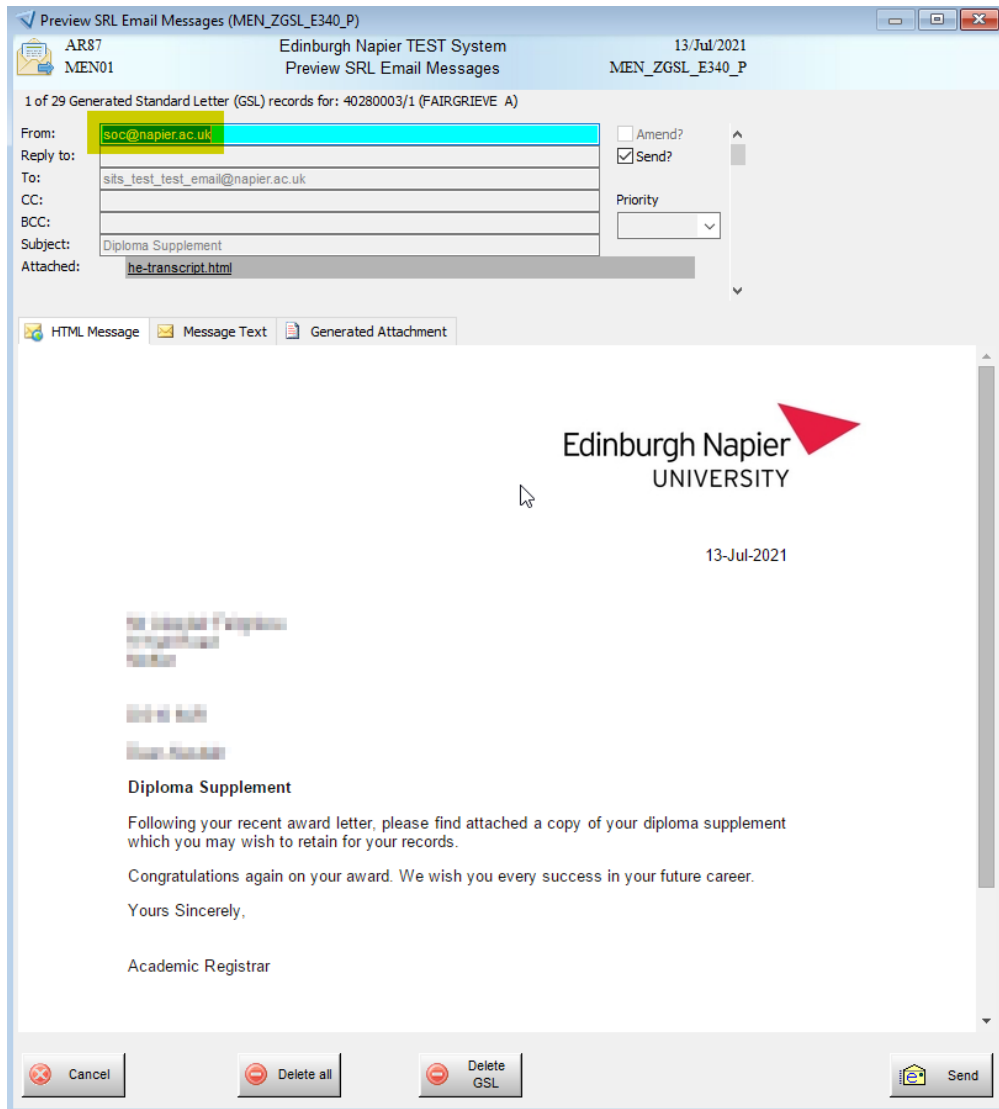 Preview SRL Email Messages (MEN_ZGSL_E340_P)
AR87 Edinburgh Napier TEST System 13/Jul/2021
MEN01 Preview SRL Email Messages MEN_ZGSL_E340_P
1 of 29 Generated Standard Letter (GSL) records for: 40280003/1 (FAIRGRIEVE A)
From: soc@napier.ac.uk Amend?
Reply to: Send?
To: sits_test_test_email@napier.ac.uk
CC: Priority
BCC:
Subject: Diploma Supplement
Attached: he-transcript.html
HTML Message Message Text Generated Attachment
Edinburgh Napier
UNIVERSITY
13-Jul-2021
Diploma Supplement
Following your recent award letter, please find attached a copy of your diploma supplement
which you may wish to retain for your records.
Congratulations again on your award. We wish you every success in your future career.
Yours Sincerely,
Academic Registrar
Cancel Delete all Delete GSL Send